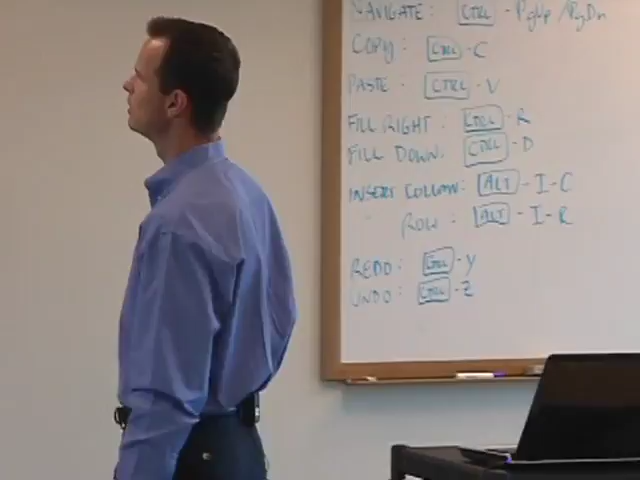 NAVIGATE: CTRL - PgUp / PgDn
COPY: CTRL - C
PASTE: CTRL - V
FILL RIGHT: CTRL - R
FILL DOWN: CTRL - D
INSERT COLUMN: ALT - I - C
" ROW: ALT - I - R
REDO: CTRL - Y
UNDO: CTRL - Z